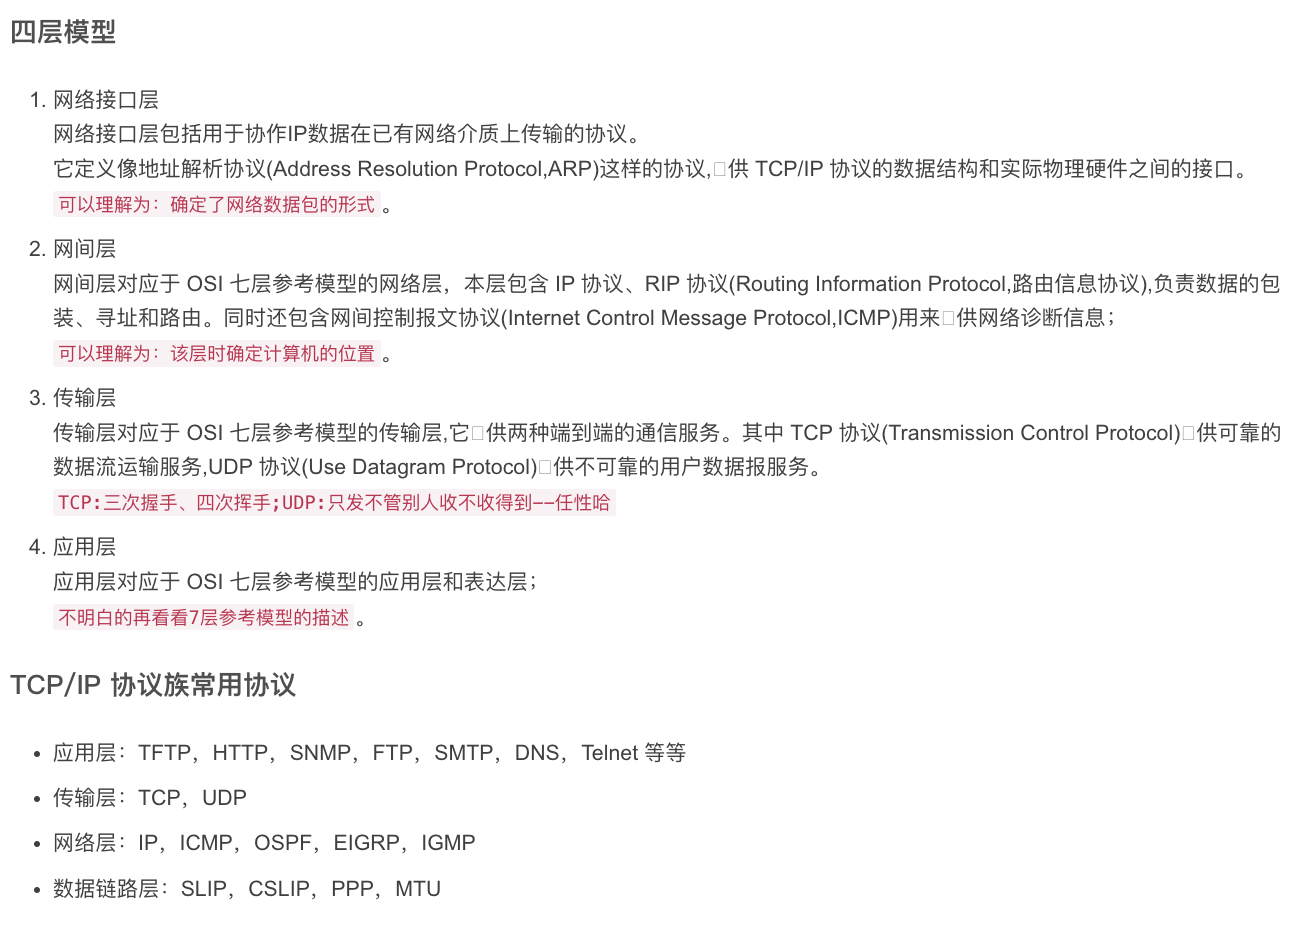 四层模型
1. 网络接口层
网络接口层包括用于协作IP数据在已有网络介质上传输的协议。
它定义像地址解析协议(Address Resolution Protocol,ARP)这样的协议,□供 TCP/IP 协议的数据结构和实际物理硬件之间的接口。
可以理解为：确定了网络数据包的形式。
2. 网间层
网间层对应于 OSI 七层参考模型的网络层，本层包含 IP 协议、RIP 协议(Routing Information Protocol,路由信息协议),负责数据的包
装、寻址和路由。同时还包含网间控制报文协议(Internet Control Message Protocol,ICMP)用来□供网络诊断信息；
可以理解为：该层时确定计算机的位置。
3. 传输层
传输层对应于 OSI 七层参考模型的传输层,它□供两种端到端的通信服务。其中 TCP 协议(Transmission Control Protocol)□供可靠的
数据流运输服务,UDP 协议(Use Datagram Protocol)□供不可靠的用户数据报服务。
TCP:三次握手、四次挥手;UDP:只发不管别人收不收得到--任性哈
4. 应用层
应用层对应于 OSI 七层参考模型的应用层和表达层；
不明白的再看看7层参考模型的描述。
TCP/IP 协议族常用协议
• 应用层：TFTP，HTTP，SNMP，FTP，SMTP，DNS，Telnet 等等
• 传输层：TCP，UDP
• 网络层：IP，ICMP，OSPF，EIGRP，IGMP
• 数据链路层：SLIP，CSLIP，PPP，MTU